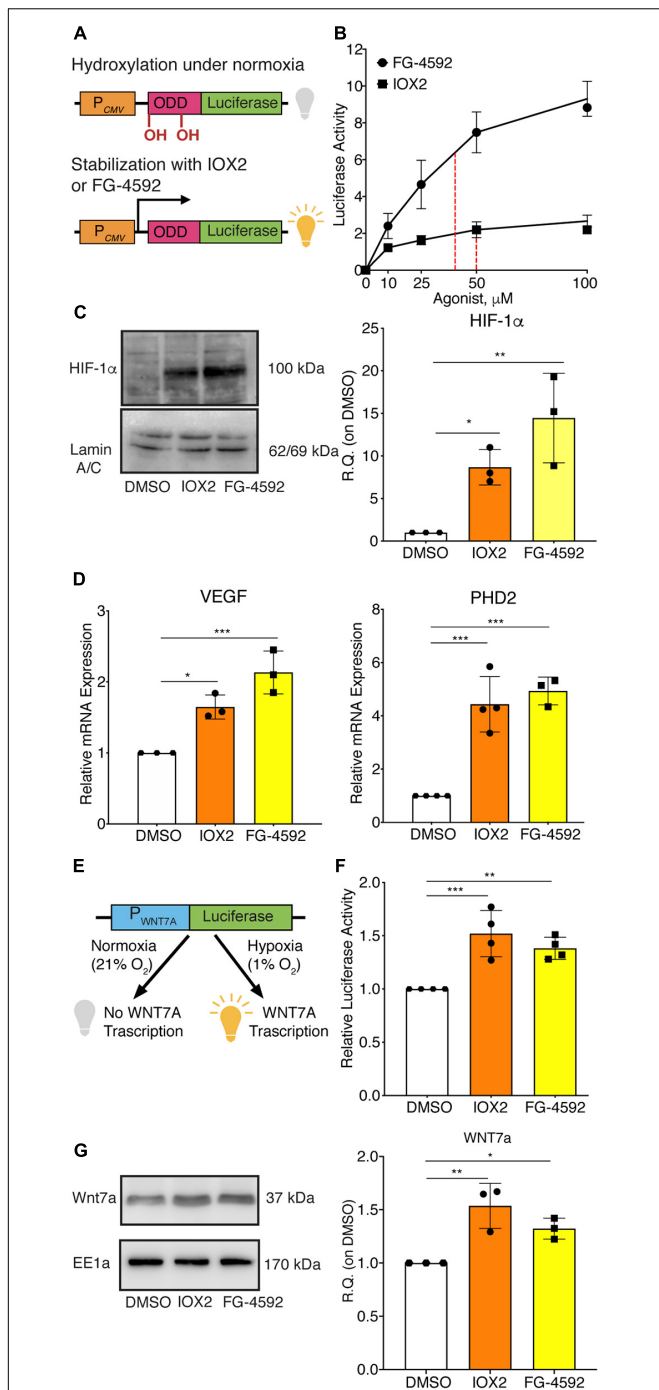 A
Hydroxylation under normoxia
PCMV ODD Luciferase
OH OH
Stabilization with IOX2
or FG-4592
PCMV ODD Luciferase
B
FG-4592
IOX2
Luciferase Activity
12
10
8
6
4
2
0
0 10 25 50 100
Agonist, μM
C
HIF-1α
100 kDa
Lamin
A/C
62/69 kDa
DMSO IOX2 FG-4592
HIF-1α
R.Q. (on DMSO)
25
20
15
10
5
0
**
*
DMSO IOX2 FG-4592
D
VEGF
Relative mRNA Expression
3
2
1
0
***
*
DMSO IOX2 FG-4592
PHD2
Relative mRNA Expression
8
6
4
2
0
***
***
DMSO IOX2 FG-4592
E
PWNT7A Luciferase
Normoxia
(21% O2)
Hypoxia
(1% O2)
No WNT7A
Trascription
WNT7A
Trascription
F
Relative Luciferase Activity
2.0
1.5
1.0
0.5
0.0
**
***
DMSO IOX2 FG-4592
G
Wnt7a
37 kDa
EE1a
170 kDa
DMSO IOX2 FG-4592
WNT7a
R.Q. (on DMSO)
2.0
1.5
1.0
0.5
0.0
*
**
DMSO IOX2 FG-4592